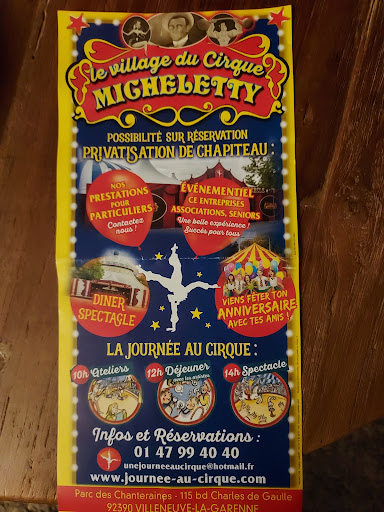 le village du Cirque
MICHELETTY
POSSIBILITÉ SUR RÉSERVATION
PRIVATISATION DE CHAPITEAU :
NOS
PRESTATIONS
POUR
PARTICULIERS
Contactez
nous !
ÉVÉNEMENTIEL
CE ENTREPRISES
ASSOCIATIONS, SENIORS
Une belle expérience !
Succès pour tous
DINER
SPECTACLE
VIENS FÊTER TON
ANNIVERSAIRE
AVEC TES AMIS !
LA JOURNÉE AU CIRQUE :
10h Ateliers
12h Déjeuner
avec les artistes
14h Spectacle
Infos et Réservations :
01 47 99 40 40
unejourneeaucirque@hotmail.fr
www.journee-au-cirque.com
Parc des Chanteraines - 115 bd Charles de Gaulle
92390 VILLENEUVE-LA-GARENNE